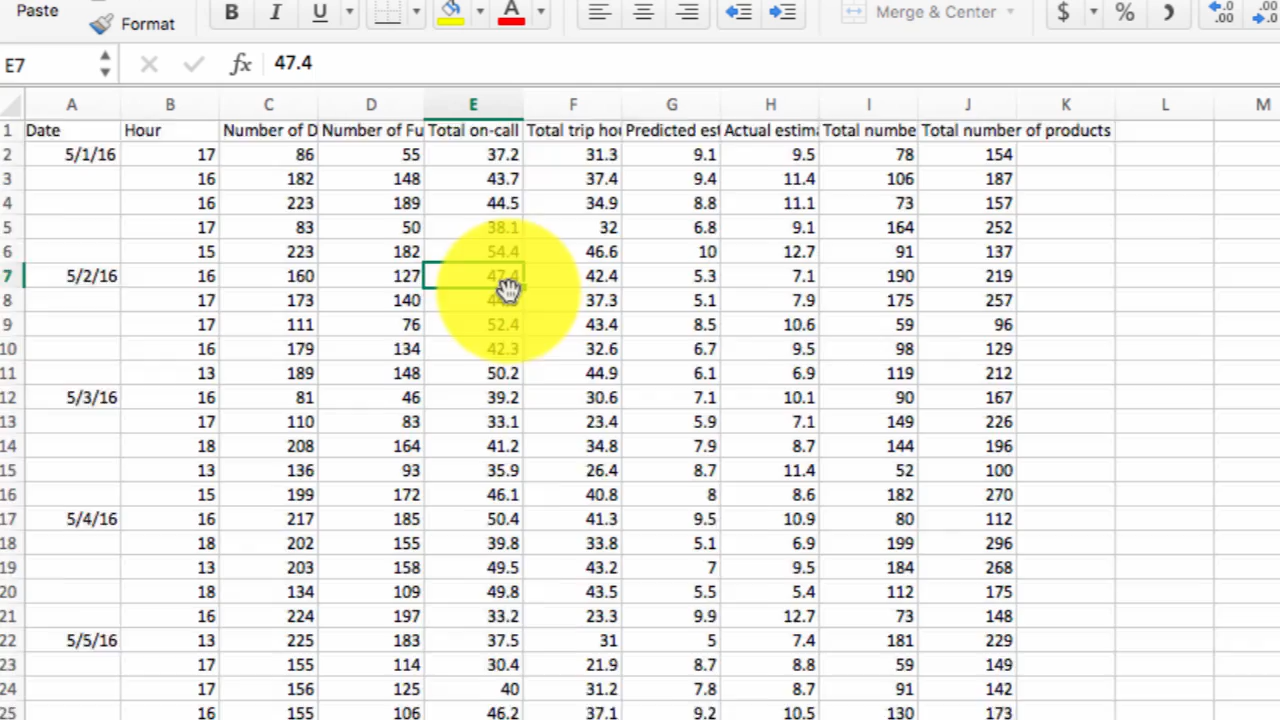 Paste
Format
B I U A
Merge & Center
$ % .0 .00 .00
E7 fx 47.4
A B C D E F G H I J K L M
1 Date Hour Number of D Number of Fu Total on-call Total trip hou Predicted est Actual estima Total numbe Total number of products
2 5/1/16 17 86 55 37.2 31.3 9.1 9.5 78 154
3 16 182 148 43.7 37.4 9.4 11.4 106 187
4 16 223 189 44.5 34.9 8.8 11.1 73 157
5 17 83 50 38.1 32 6.8 9.1 164 252
6 15 223 182 54.4 46.6 10 12.7 91 137
7 5/2/16 16 160 127 47.4 42.4 5.3 7.1 190 219
8 17 173 140 37.3 5.1 7.9 175 257
9 17 111 76 52.4 43.4 8.5 10.6 59 96
10 16 179 134 42.3 32.6 6.7 9.5 98 129
11 13 189 148 50.2 44.9 6.1 6.9 119 212
12 5/3/16 16 81 46 39.2 30.6 7.1 10.1 90 167
13 17 110 83 33.1 23.4 5.9 7.1 149 226
14 18 208 164 41.2 34.8 7.9 8.7 144 196
15 13 136 93 35.9 26.4 8.7 11.4 52 100
16 15 199 172 46.1 40.8 8 8.6 182 270
17 5/4/16 16 217 185 50.4 41.3 9.5 10.9 80 112
18 18 202 155 39.8 33.8 5.1 6.9 199 296
19 13 203 158 49.5 43.2 7 9.5 184 268
20 18 134 109 49.8 43.5 5.5 5.4 112 175
21 16 224 197 33.2 23.3 9.9 12.7 73 148
22 5/5/16 13 225 183 37.5 31 5 7.4 181 229
23 17 155 114 30.4 21.9 8.7 8.8 59 149
24 17 156 125 40 31.2 7.8 8.7 91 142
25 16 155 106 46.2 37.1 9.2 10.5 130 173